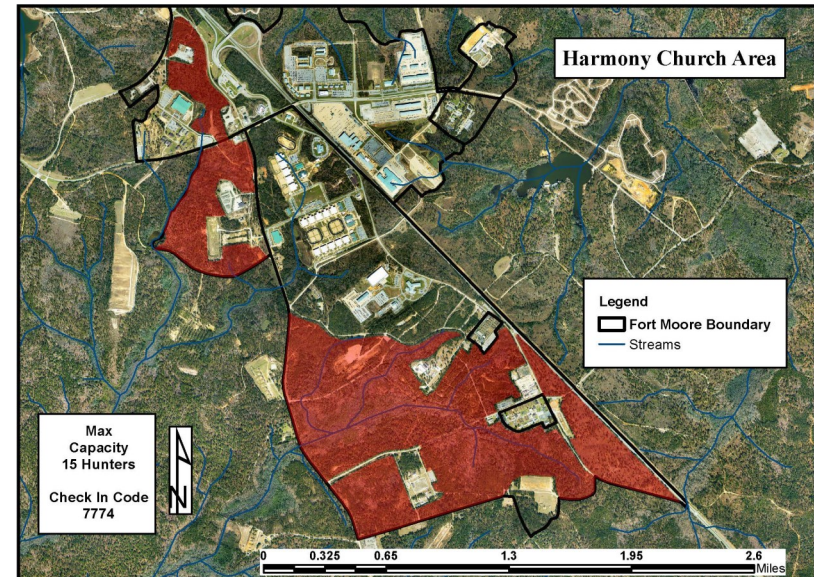 Harmony Church Area
Legend
Fort Moore Boundary
Streams
Max
Capacity
15 Hunters
Check In Code
7774
N
0 0.325 0.65 1.3 1.95 2.6
Miles